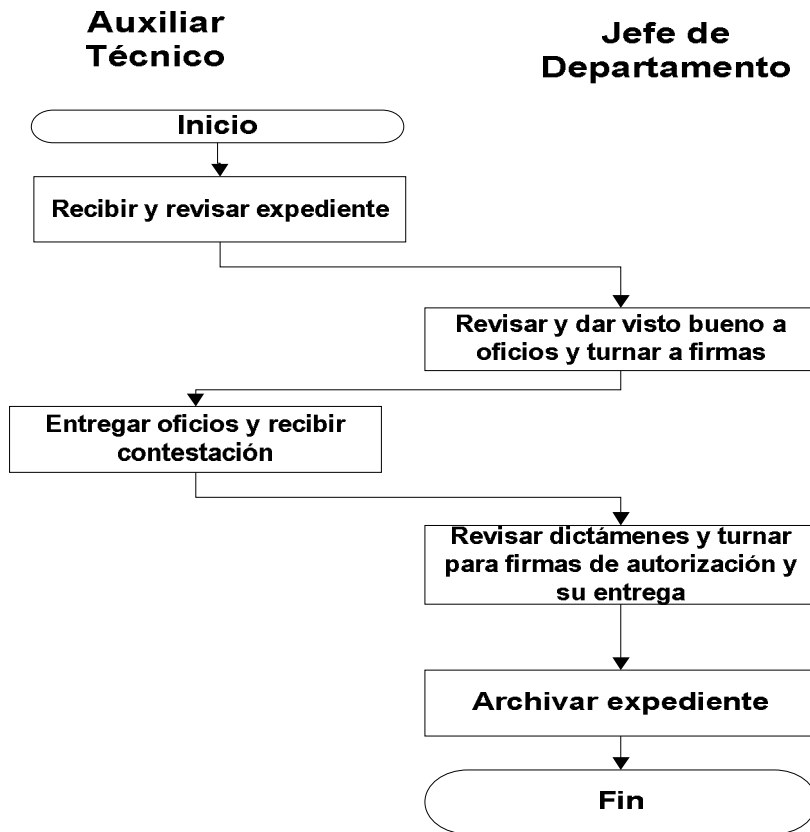 Auxiliar
Técnico
Jefe de
Departamento
Inicio
Recibir y revisar expediente
Revisar y dar visto bueno a
oficios y turnar a firmas
Entregar oficios y recibir
contestación
Revisar dictámenes y turnar
para firmas de autorización y
su entrega
Archivar expediente
Fin